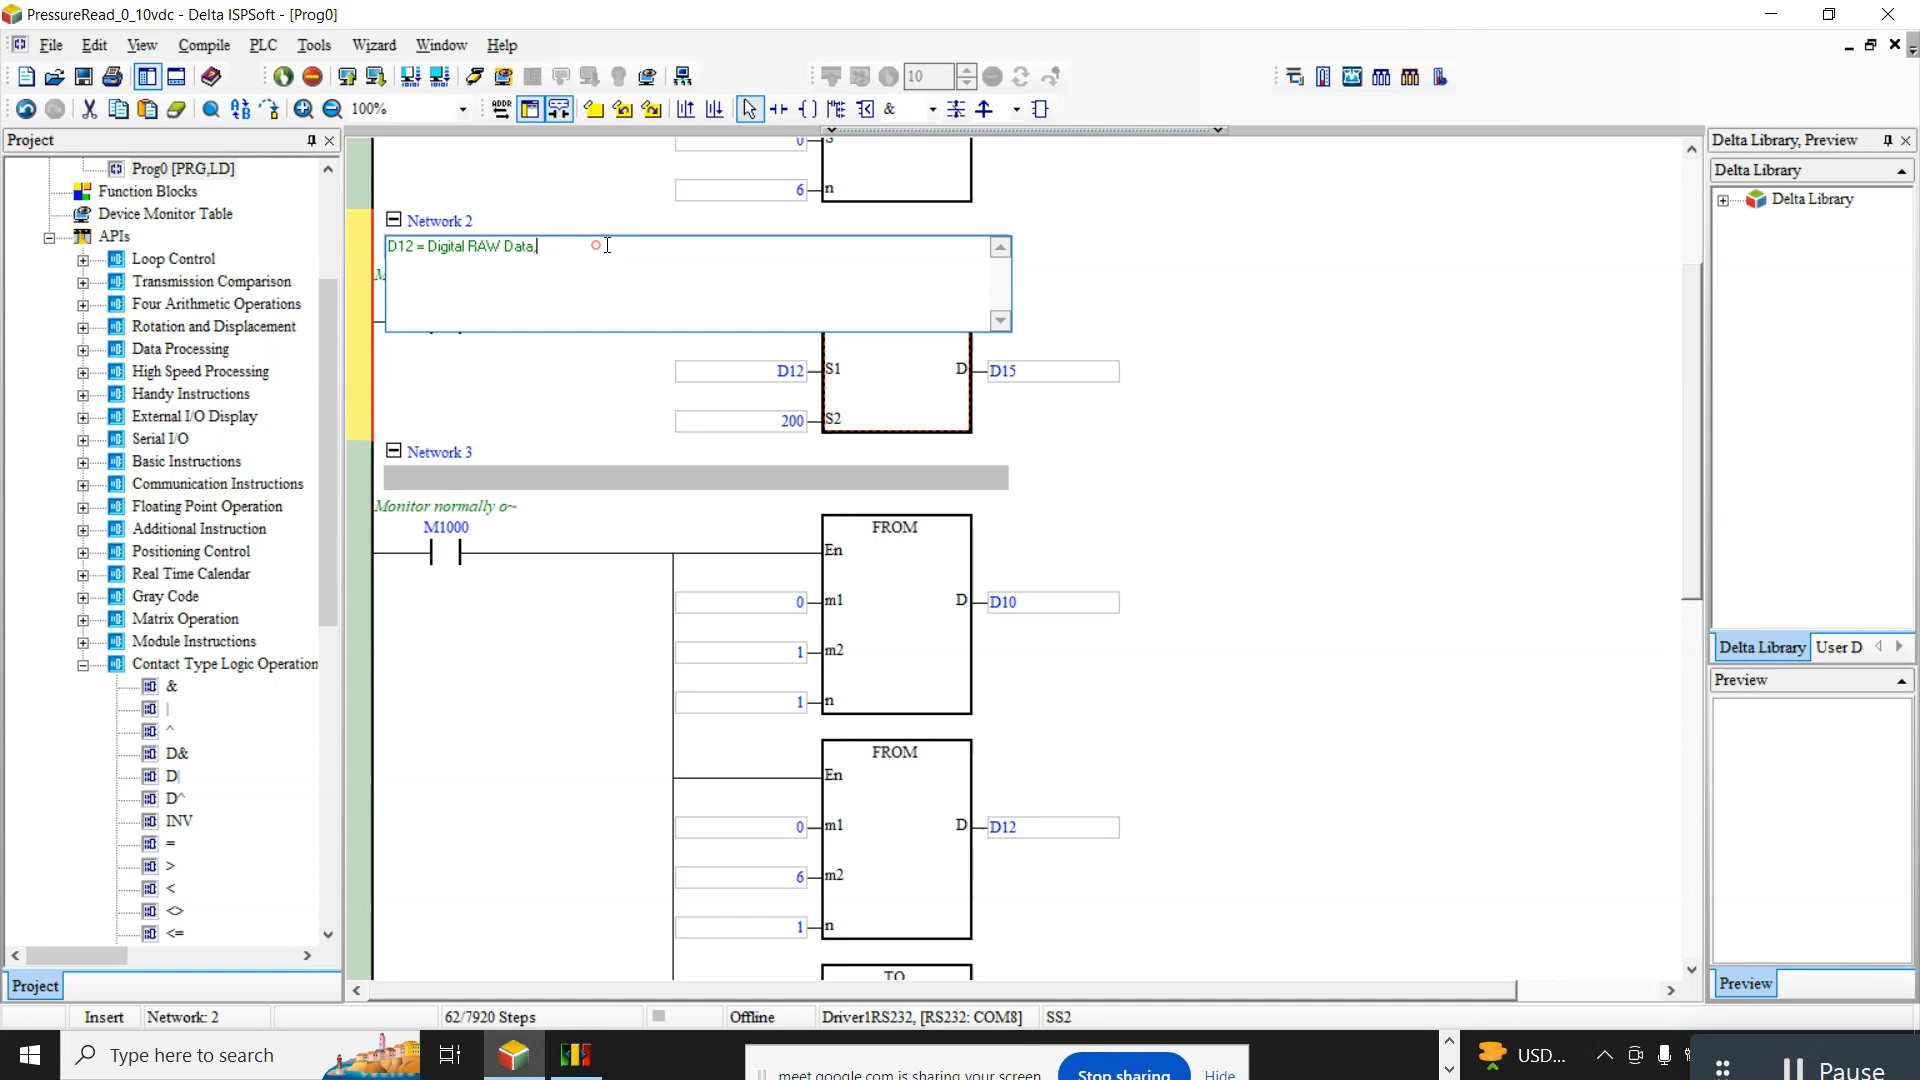 PressureRead_0_10vdc - Delta ISPSoft - [Prog0]
File Edit View Compile PLC Tools Wizard Window Help
10
100%
ADDR
&
Project
Prog0 [PRG,LD]
Function Blocks
Device Monitor Table
APIs
Loop Control
Transmission Comparison
Four Arithmetic Operations
Rotation and Displacement
Data Processing
High Speed Processing
Handy Instructions
External I/O Display
Serial I/O
Basic Instructions
Communication Instructions
Floating Point Operation
Additional Instruction
Positioning Control
Real Time Calendar
Gray Code
Matrix Operation
Module Instructions
Contact Type Logic Operation
&
|
^
D&
D|
D^
INV
=
>
<
<>
<=
Project
0 S
6 n
Network 2
D12 = Digital RAW Data,
M
D12 S1 D D15
200 S2
Network 3
Monitor normally o~
M1000
FROM
En
0 m1 D D10
1 m2
1 n
FROM
En
0 m1 D D12
6 m2
1 n
TO
Delta Library, Preview
Delta Library
Delta Library
Delta Library User D
Preview
Preview
Insert Network: 2 62/7920 Steps Offline Driver1RS232, [RS232: COM8] SS2
Type here to search
meet.google.com is sharing your screen. Stop sharing Hide
USD...
Pause